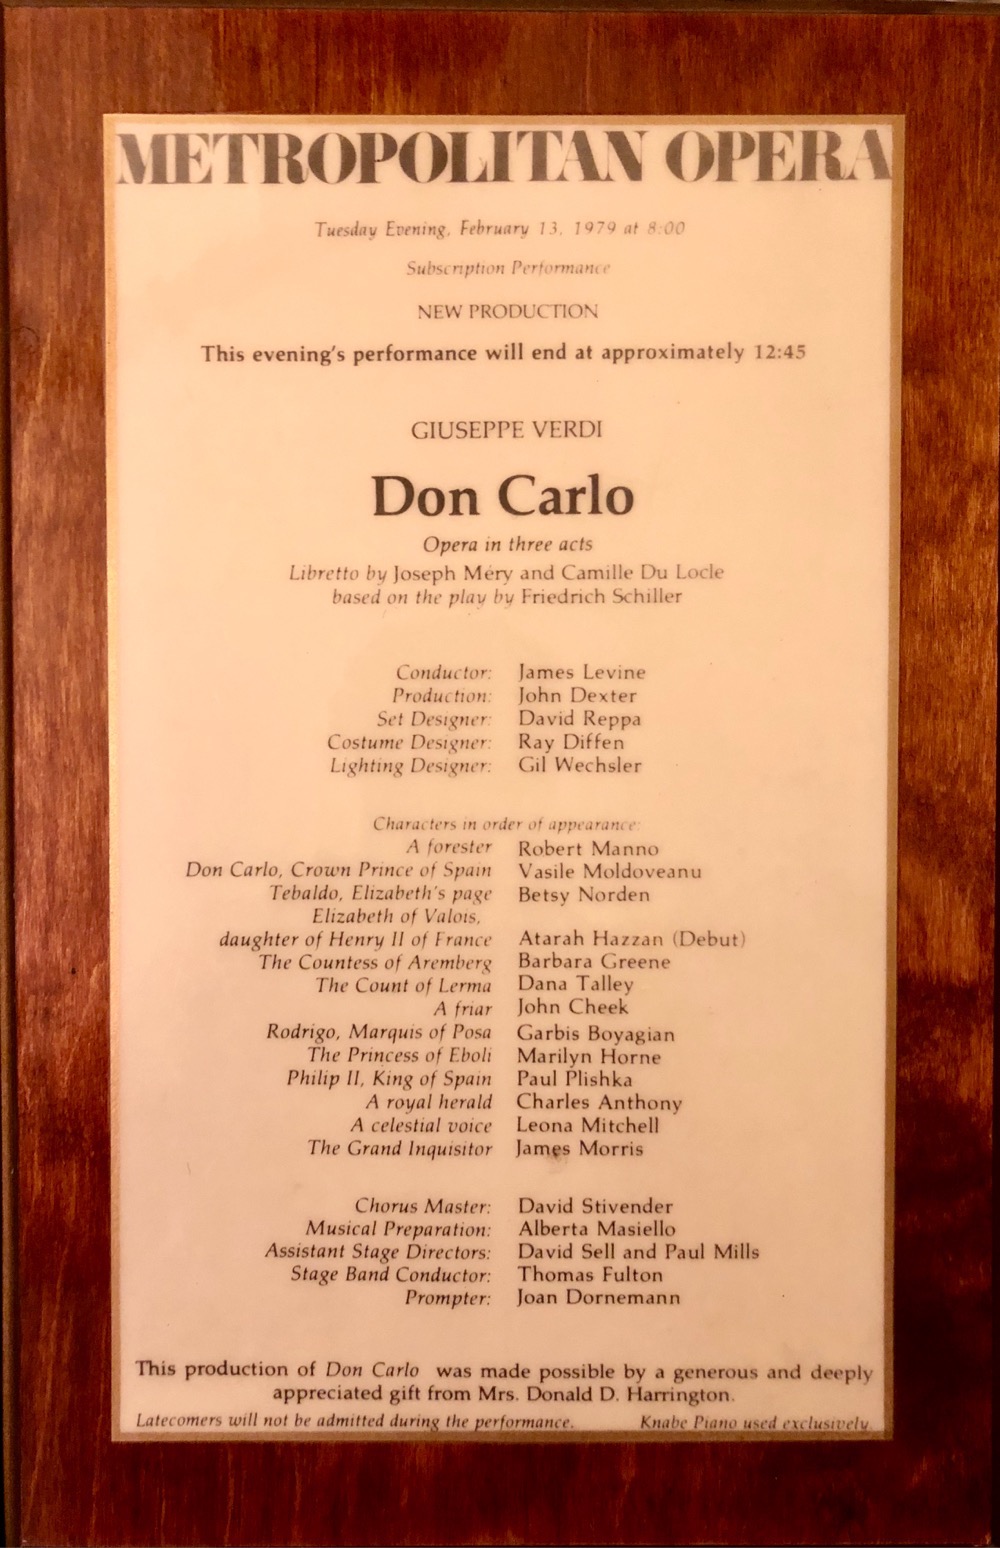 METROPOLITAN OPERA
Tuesday Evening, February 13, 1979 at 8:00
Subscription Performance
NEW PRODUCTION
This evening's performance will end at approximately 12:45
GIUSEPPE VERDI
Don Carlo
Opera in three acts
Libretto by Joseph Méry and Camille Du Locle
based on the play by Friedrich Schiller
Conductor: James Levine
Production: John Dexter
Set Designer: David Reppa
Costume Designer: Ray Diffen
Lighting Designer: Gil Wechsler
Characters in order of appearance:
A forester Robert Manno
Don Carlo, Crown Prince of Spain Vasile Moldoveanu
Tebaldo, Elizabeth's page Betsy Norden
Elizabeth of Valois,
daughter of Henry II of France Atarah Hazzan (Debut)
The Countess of Aremberg Barbara Greene
The Count of Lerma Dana Talley
A friar John Cheek
Rodrigo, Marquis of Posa Garbis Boyagian
The Princess of Eboli Marilyn Horne
Philip II, King of Spain Paul Plishka
A royal herald Charles Anthony
A celestial voice Leona Mitchell
The Grand Inquisitor James Morris
Chorus Master: David Stivender
Musical Preparation: Alberta Masiello
Assistant Stage Directors: David Sell and Paul Mills
Stage Band Conductor: Thomas Fulton
Prompter: Joan Dornemann
This production of Don Carlo was made possible by a generous and deeply
appreciated gift from Mrs. Donald D. Harrington.
Latecomers will not be admitted during the performance. Knabe Piano used exclusively.